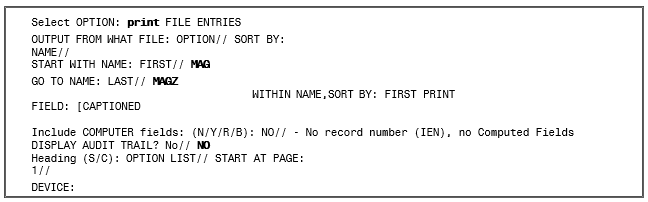 Select OPTION: print FILE ENTRIES
OUTPUT FROM WHAT FILE: OPTION// SORT BY:
NAME//
START WITH NAME: FIRST// MAG
GO TO NAME: LAST// MAGZ
WITHIN NAME,SORT BY: FIRST PRINT
FIELD: [CAPTIONED
Include COMPUTER fields: (N/Y/R/B): NO// - No record number (IEN), no Computed Fields
DISPLAY AUDIT TRAIL? No// NO
Heading (S/C): OPTION LIST// START AT PAGE:
1//
DEVICE: